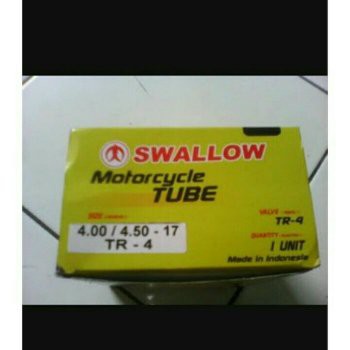 SWALLOW
Motorcycle
TUBE
SIZE
4.00 / 4.50 - 17
TR - 4
VALVE
TR-4
QUANTITY
1 UNIT
Made in Indonesia